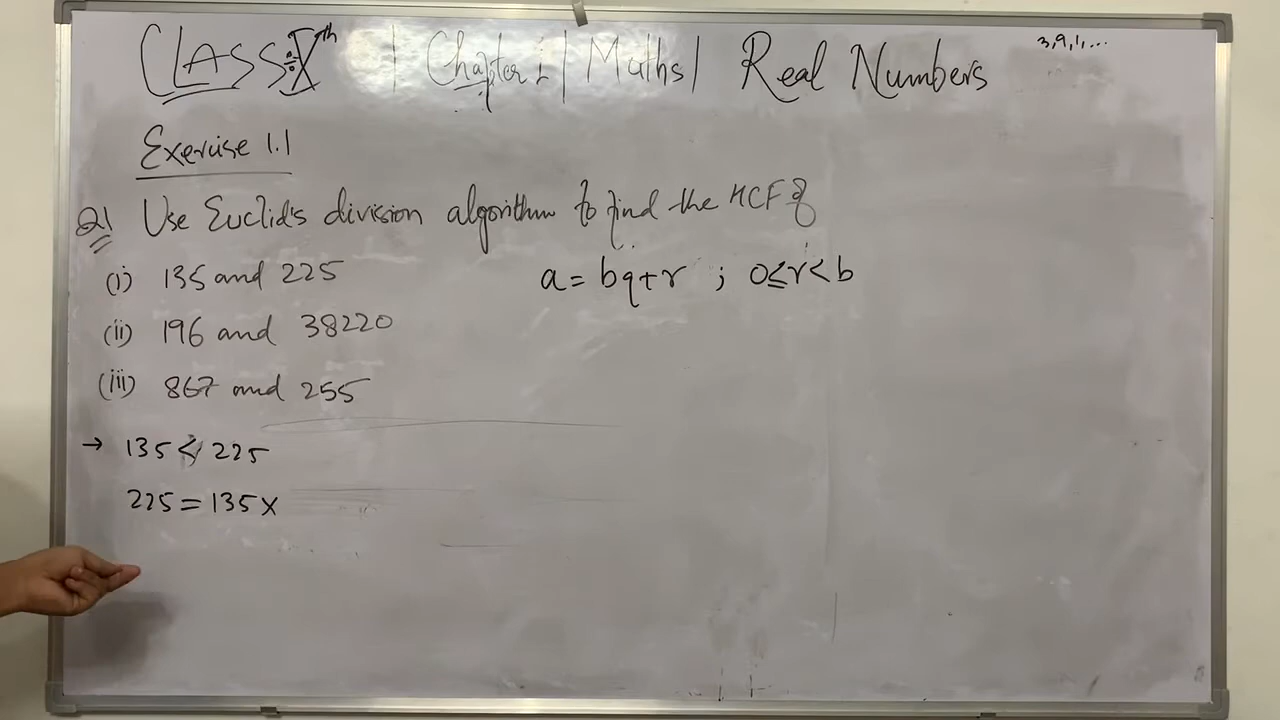 CLASS:X th | Chapter 1 | Maths | Real Numbers
3,9,1,...
Exercise 1.1
Q1 Use Euclid's division algorithm to find the HCF of
(i) 135 and 225
a = bq+r ; 0≤r<b
(ii) 196 and 38220
(iii) 867 and 255
→ 135 < 225
225 = 135 ×